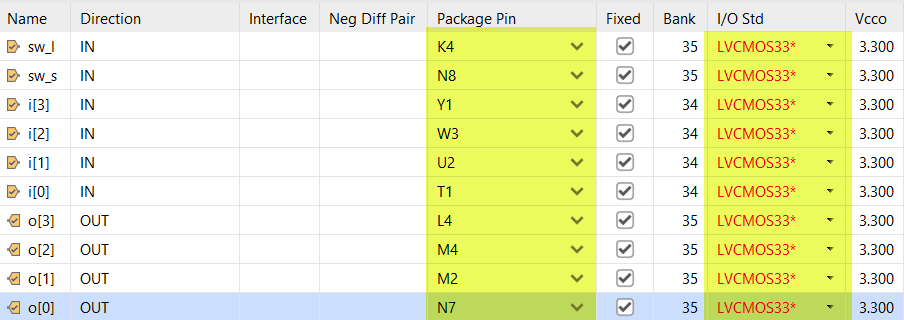 Name Direction Interface Neg Diff Pair Package Pin Fixed Bank I/O Std Vcco
sw_l IN K4 35 LVCMOS33* 3.300
sw_s IN N8 35 LVCMOS33* 3.300
i[3] IN Y1 34 LVCMOS33* 3.300
i[2] IN W3 34 LVCMOS33* 3.300
i[1] IN U2 34 LVCMOS33* 3.300
i[0] IN T1 34 LVCMOS33* 3.300
o[3] OUT L4 35 LVCMOS33* 3.300
o[2] OUT M4 35 LVCMOS33* 3.300
o[1] OUT M2 35 LVCMOS33* 3.300
o[0] OUT N7 35 LVCMOS33* 3.300